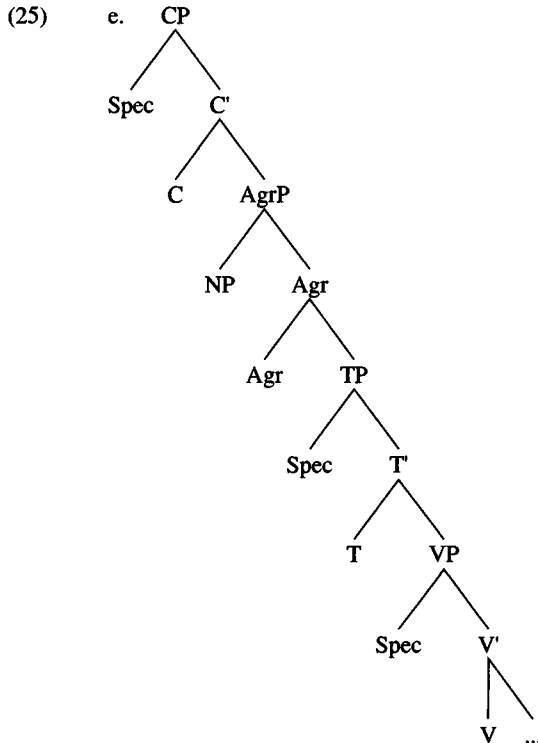 (25) e. CP
Spec C'
C AgrP
NP Agr
Agr TP
Spec T'
T VP
Spec V'
V ...